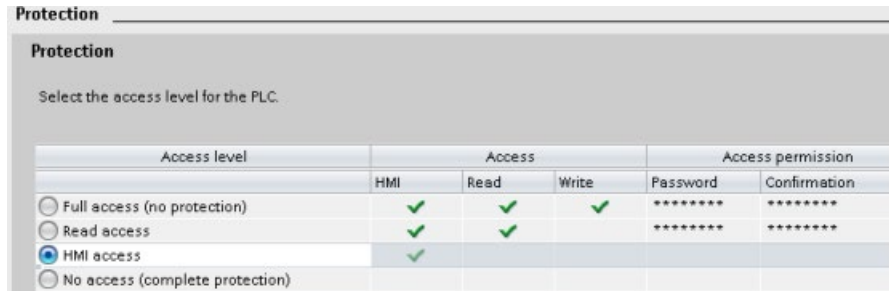 Protection
Protection
Select the access level for the PLC.
Access level Access Access permission
HMI Read Write Password Confirmation
Full access (no protection) ******** ********
Read access ******** ********
HMI access
No access (complete protection)